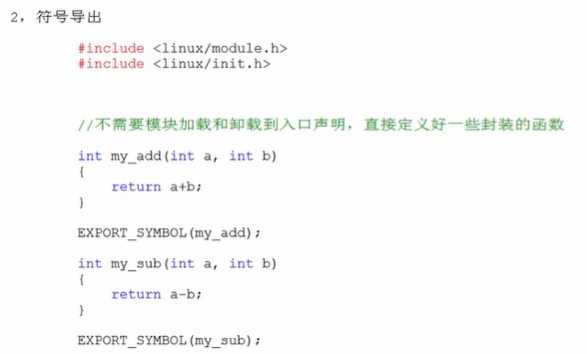 2，符号导出
#include <linux/module.h>
#include <linux/init.h>
//不需要模块加载和卸载到入口声明，直接定义好一些封装的函数
int my_add(int a, int b)
{
return a+b;
}
EXPORT_SYMBOL(my_add);
int my_sub(int a, int b)
{
return a-b;
}
EXPORT_SYMBOL(my_sub);